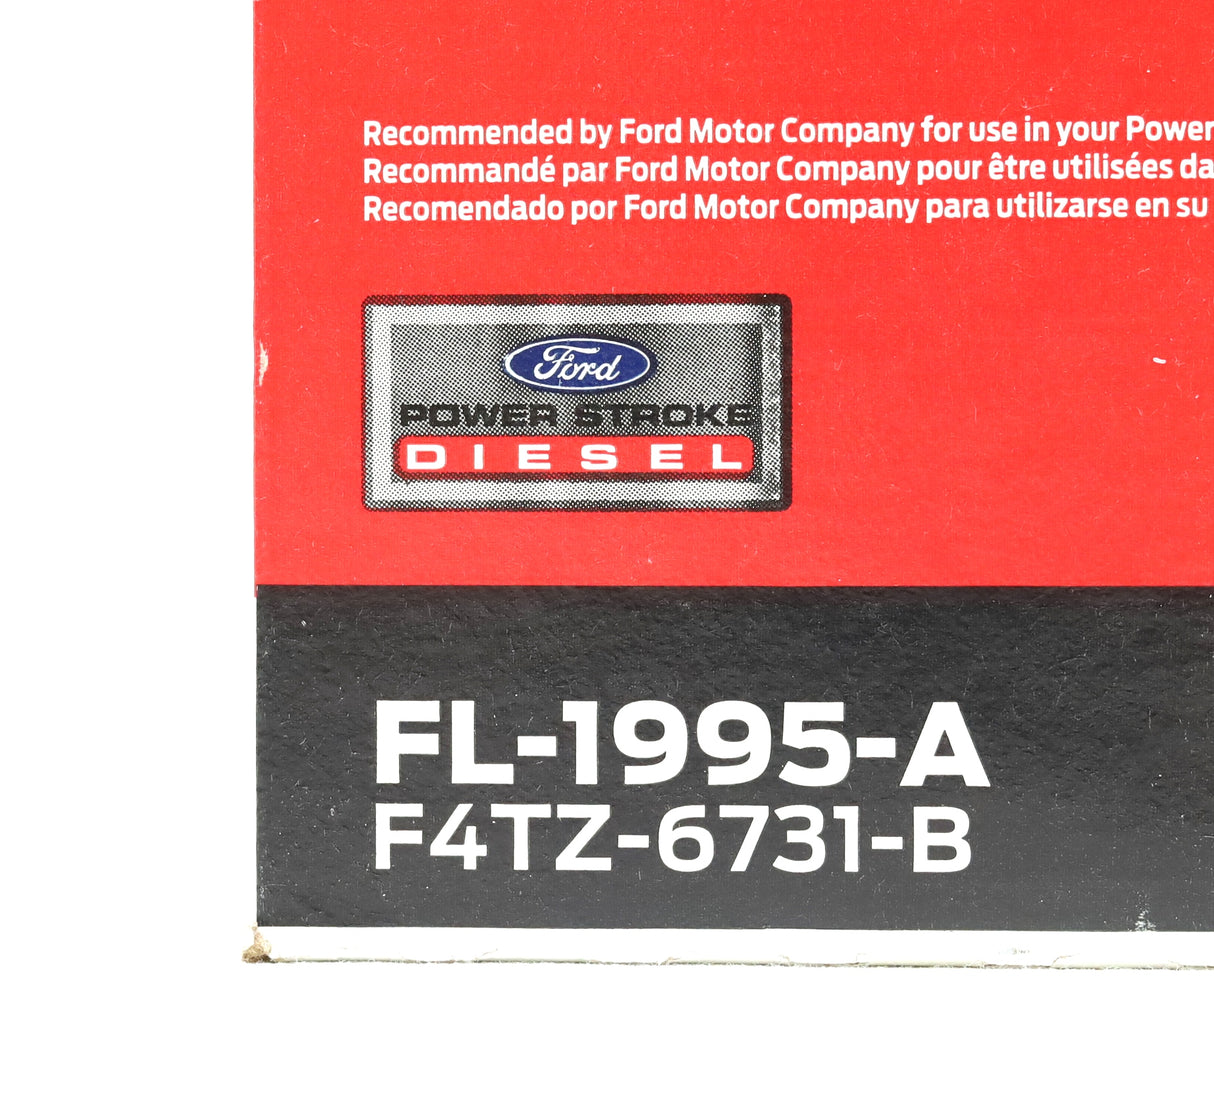 Recommended by Ford Motor Company for use in your Power
Recommandé par Ford Motor Company pour être utilisées da
Recomendado por Ford Motor Company para utilizarse en su
Ford
POWER STROKE
DIESEL
FL-1995-A
F4TZ-6731-B